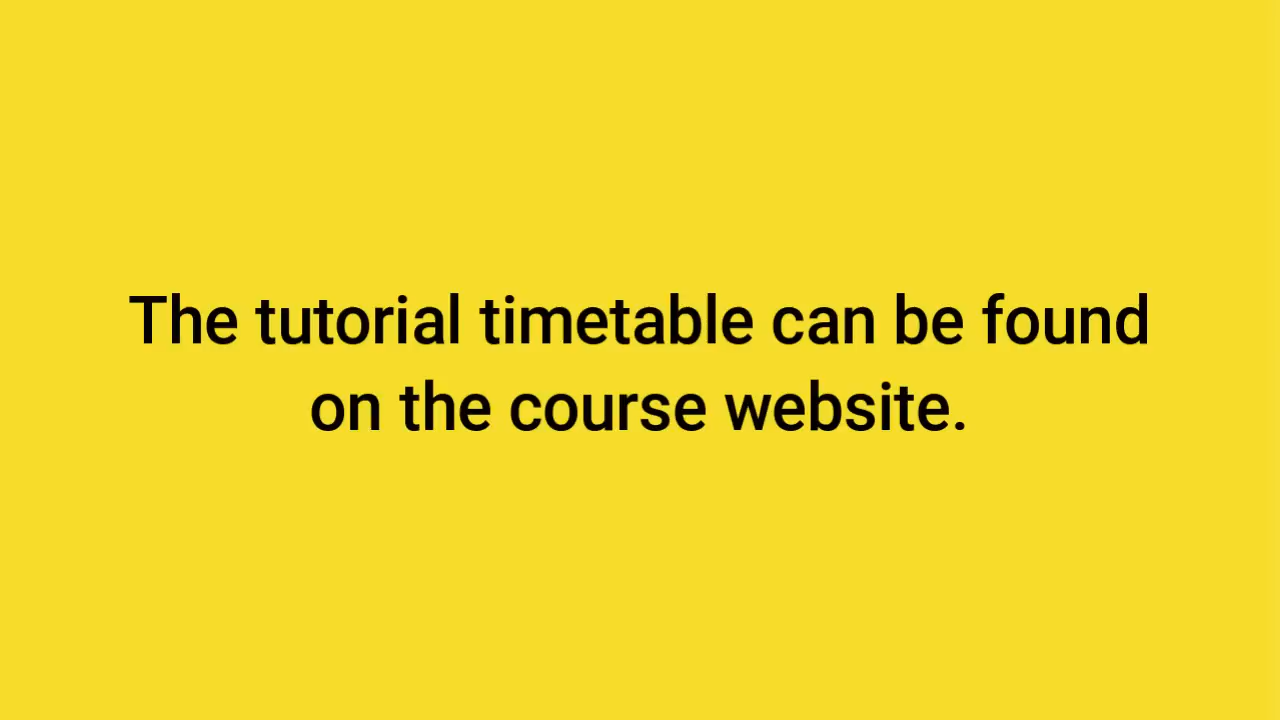 The tutorial timetable can be found
on the course website.